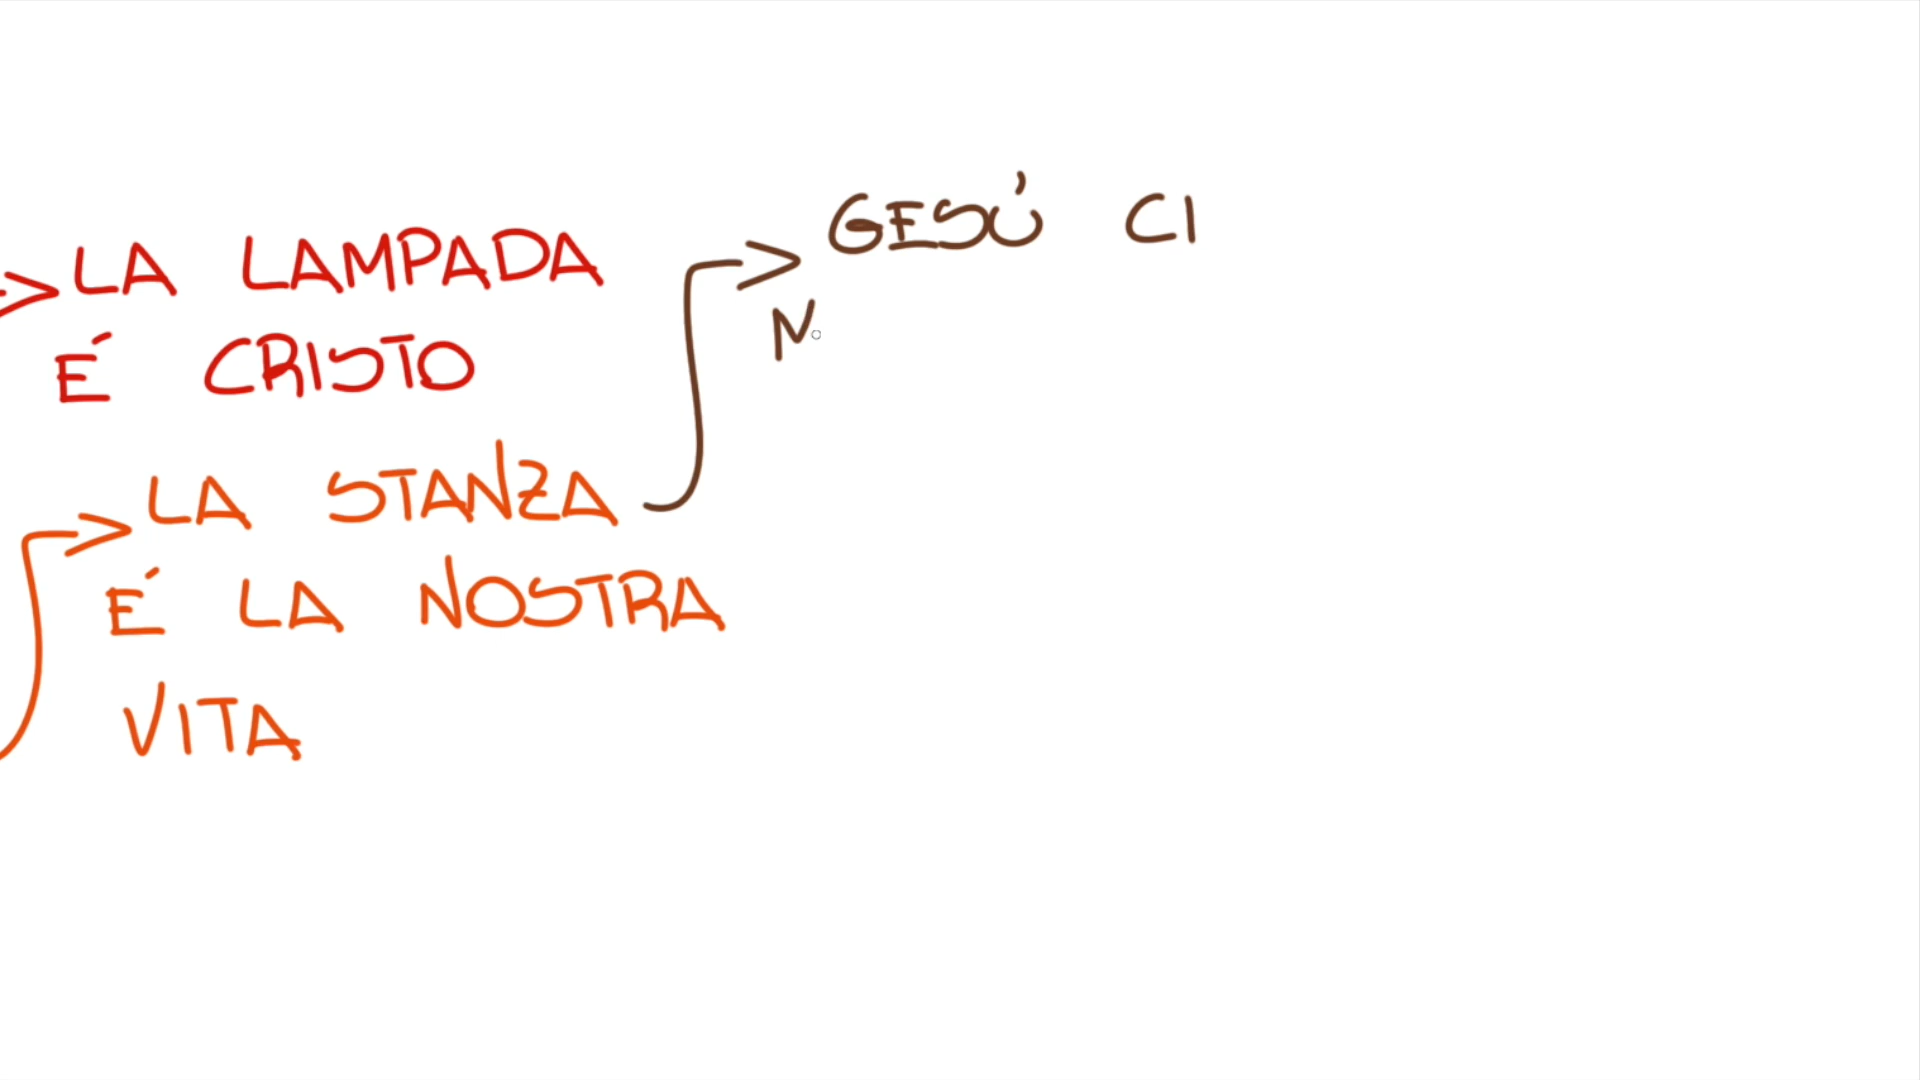 LA LAMPADA
É CRISTO
LA STANZA
É LA NOSTRA
VITA
GESÚ CI